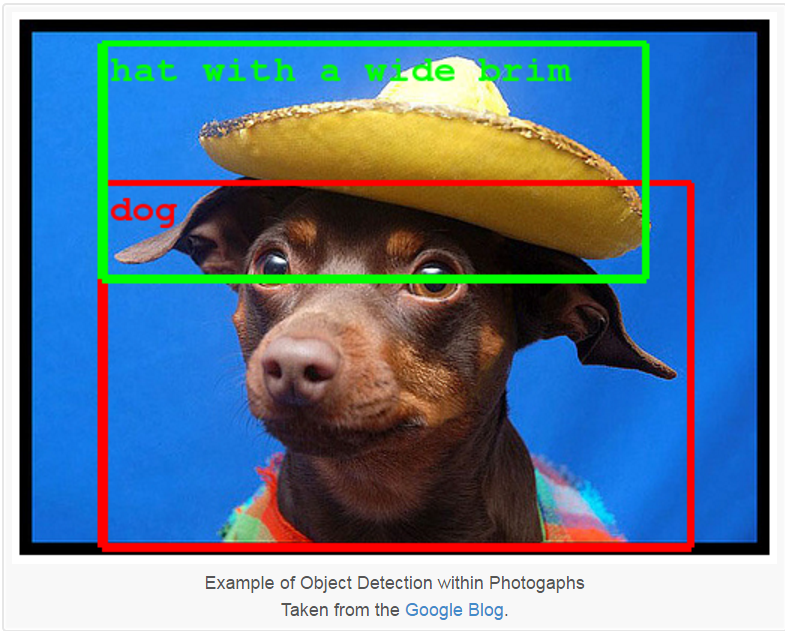 hat with a wide brim
dog
Example of Object Detection within Photogaphs
Taken from the Google Blog.